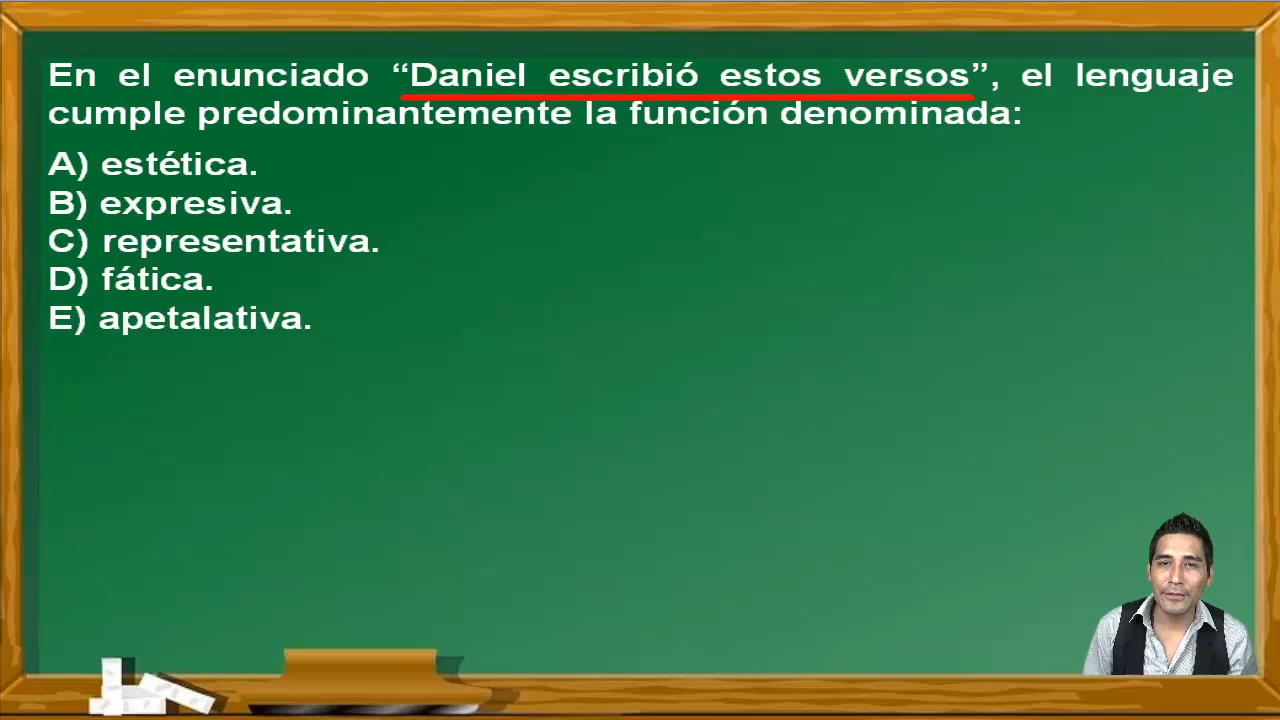 En el enunciado “Daniel escribió estos versos”, el lenguaje
cumple predominantemente la función denominada:
A) estética.
B) expresiva.
C) representativa.
D) fática.
E) apetalativa.